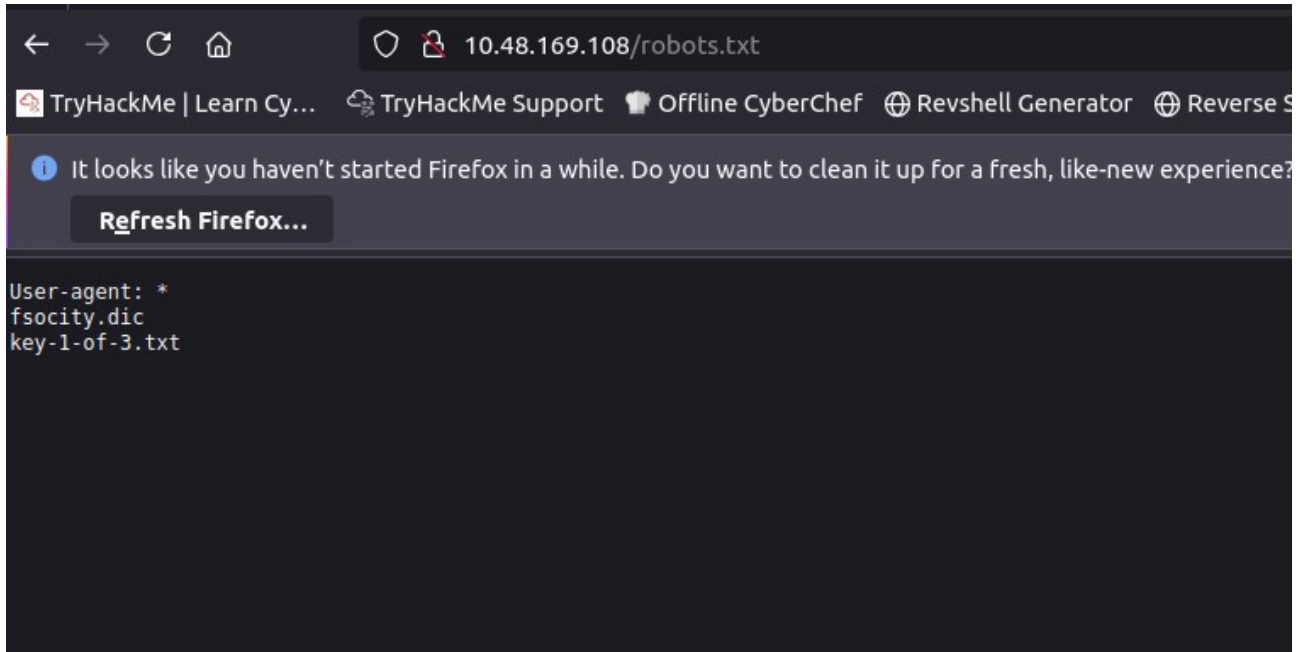 10.48.169.108/robots.txt
TryHackMe | Learn Cy... TryHackMe Support Offline CyberChef Revshell Generator Reverse S
It looks like you haven't started Firefox in a while. Do you want to clean it up for a fresh, like-new experience?
Refresh Firefox...
User-agent: *
fsocity.dic
key-1-of-3.txt